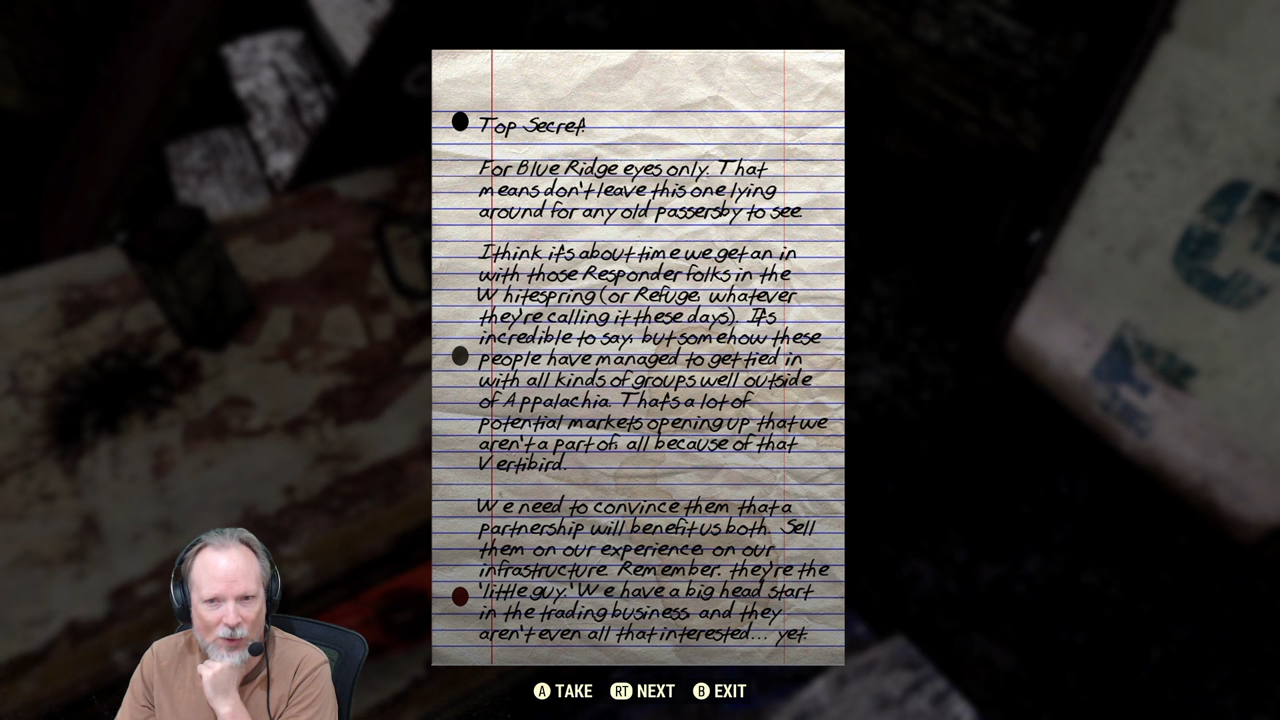 Top Secret!
For Blue Ridge eyes only. That
means don't leave this one lying
around for any old passersby to see.
I think it's about time we get an in
with those Responder folks in the
Whitespring (or Refuge, whatever
they're calling it these days). It's
incredible to say, but somehow these
people have managed to get tied in
with all kinds of groups well outside
of Appalachia. That's a lot of
potential markets opening up that we
aren't a part of, all because of that
Vertibird.
We need to convince them that a
partnership will benefit us both. Sell
them on our experience, on our
infrastructure. Remember, they're the
'little guy.' We have a big head start
in the trading business, and they
aren't even all that interested... yet.
A TAKE RT NEXT B EXIT